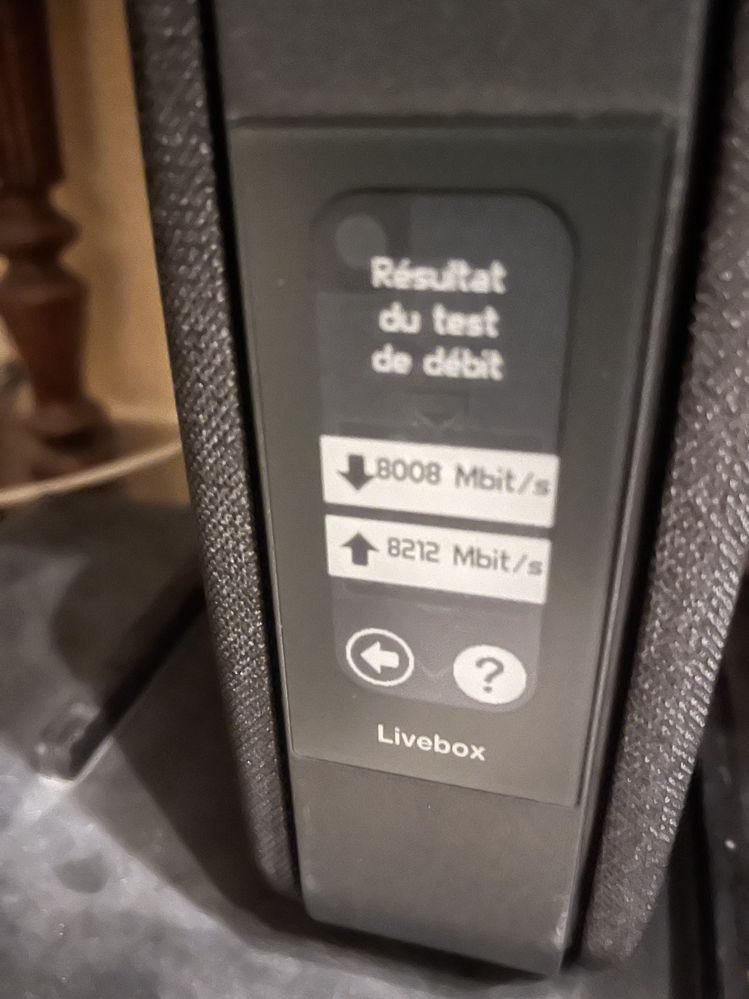 Résultat
du test
de débit
8008 Mbit/s
8212 Mbit/s
?
Livebox